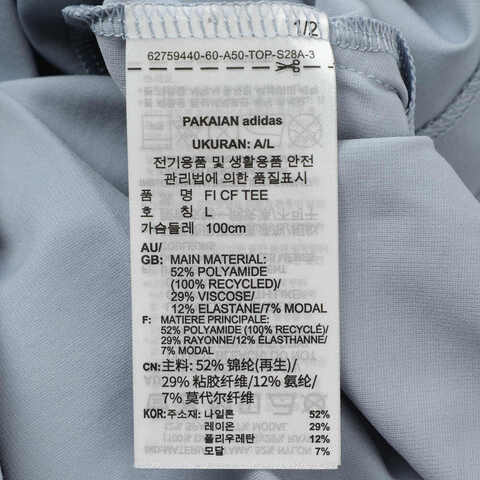 1/2
62759440-60-A50-TOP-S28A-3
PAKAIAN adidas
UKURAN: A/L
전기용품 및 생활용품 안전
관리법에 의한 품질표시
품 명 FI CF TEE
호 칭 L
가슴둘레 100cm
AU/
GB: MAIN MATERIAL:
52% POLYAMIDE
(100% RECYCLED)/
29% VISCOSE/
12% ELASTANE/7% MODAL
F: MATIERE PRINCIPALE:
52% POLYAMIDE (100% RECYCLÉ)/
29% RAYONNE/12% ÉLASTHANNE/
7% MODAL
CN: 主料: 52% 锦纶(再生)/
29% 粘胶纤维/12% 氨纶/
7% 莫代尔纤维
KOR: 주소재: 나일론 52%
레이온 29%
폴리우레탄 12%
모달 7%